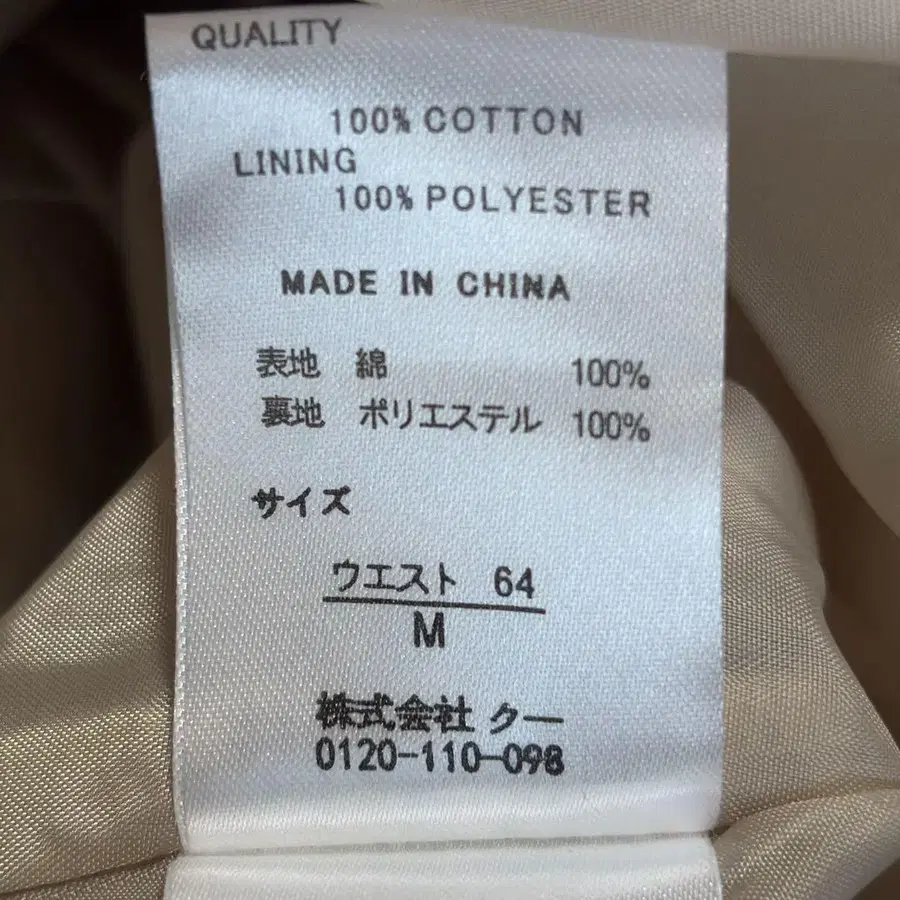 QUALITY
100% COTTON
LINING
100% POLYESTER
MADE IN CHINA
表地 綿 100%
裏地 ポリエステル 100%
サイズ
ウエスト 64
M
株式会社 クー
0120-110-098